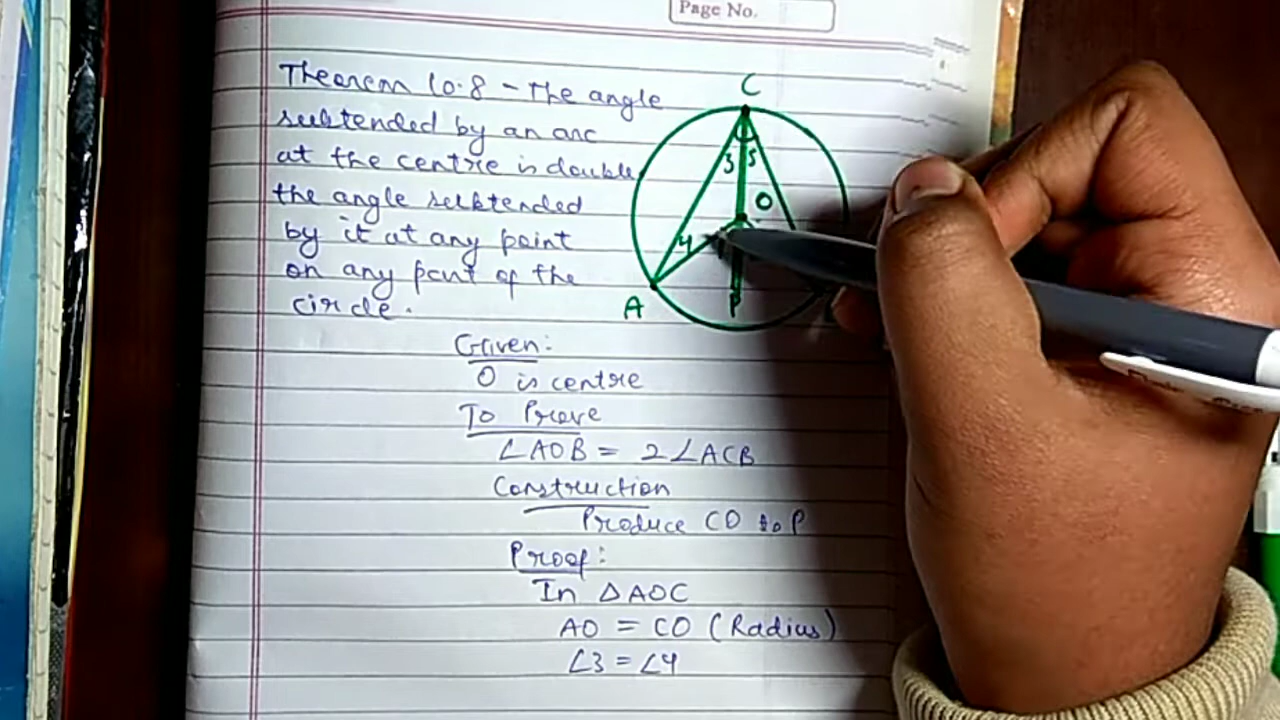 Page No.
Theorem 10.8 - The angle
subtended by an arc
at the centre is double
the angle subtended
by it at any point
on any part of the
circle.
C
3 5
O
4
A
P
Given:
O is centre
To Prove
∠AOB = 2∠ACB
Construction
Produce CO to P
Proof:
In △AOC
AO = CO (Radius)
∠3 = ∠4